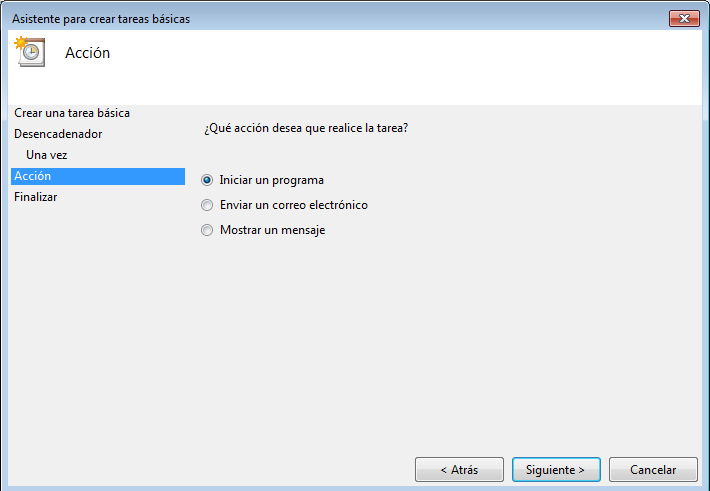 Asistente para crear tareas básicas
Acción
Crear una tarea básica
Desencadenador
Una vez
Acción
Finalizar
¿Qué acción desea que realice la tarea?
Iniciar un programa
Enviar un correo electrónico
Mostrar un mensaje
< Atrás
Siguiente >
Cancelar